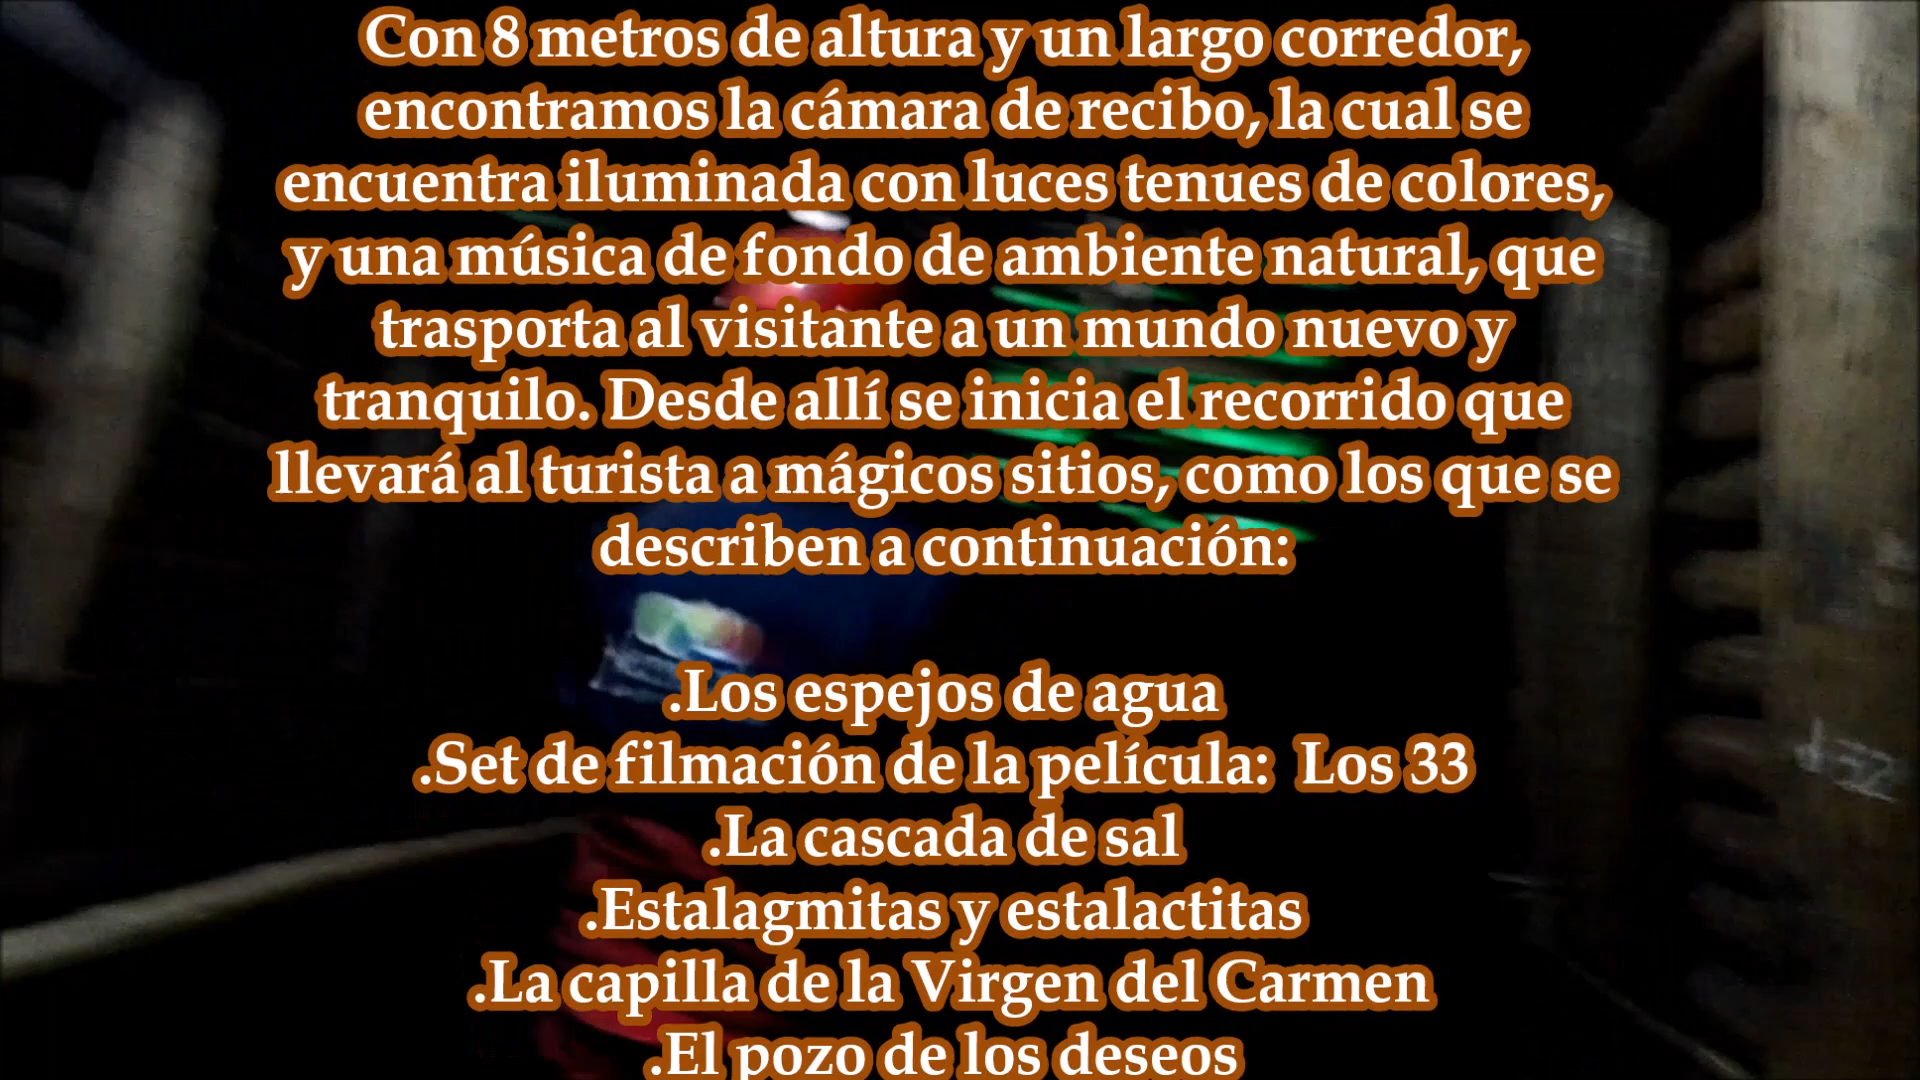 Con 8 metros de altura y un largo corredor,
encontramos la cámara de recibo, la cual se
encuentra iluminada con luces tenues de colores,
y una música de fondo de ambiente natural, que
trasporta al visitante a un mundo nuevo y
tranquilo. Desde allí se inicia el recorrido que
llevará al turista a mágicos sitios, como los que se
describen a continuación:
.Los espejos de agua
.Set de filmación de la película:  Los 33
.La cascada de sal
.Estalagmitas y estalactitas
.La capilla de la Virgen del Carmen
.El pozo de los deseos